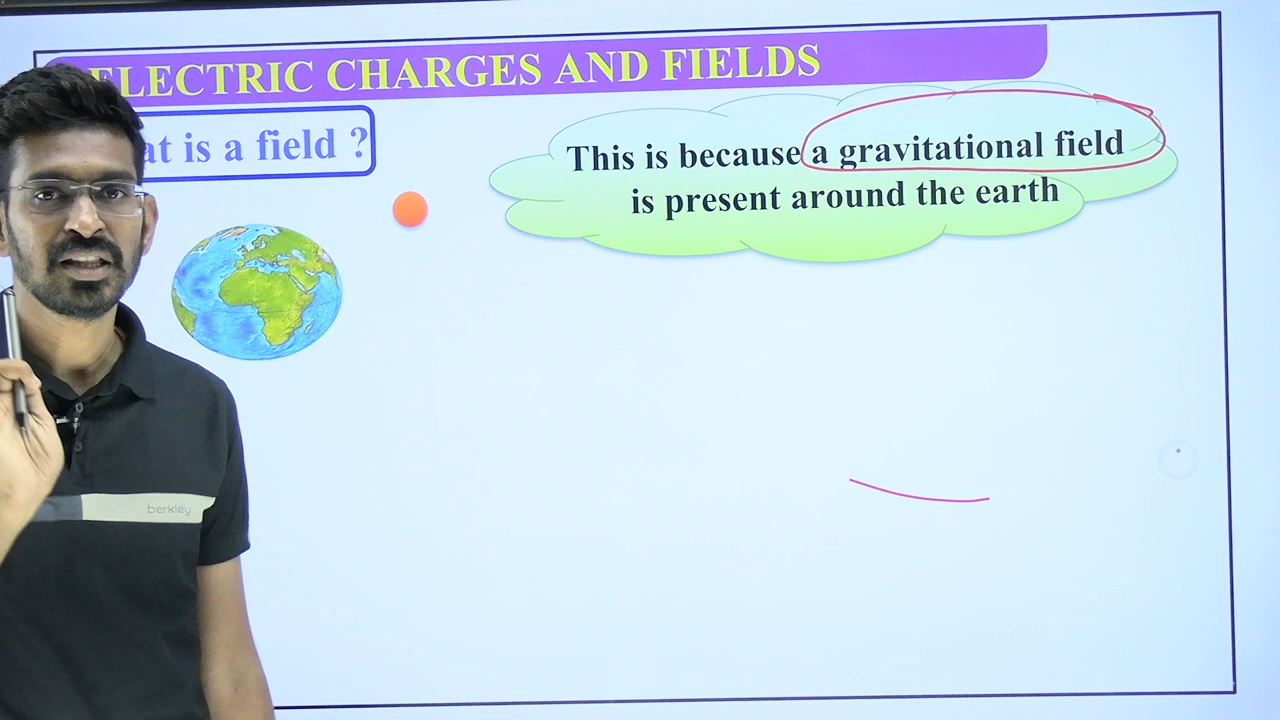 ELECTRIC CHARGES AND FIELDS
at is a field ?
This is because a gravitational field
is present around the earth
berkley